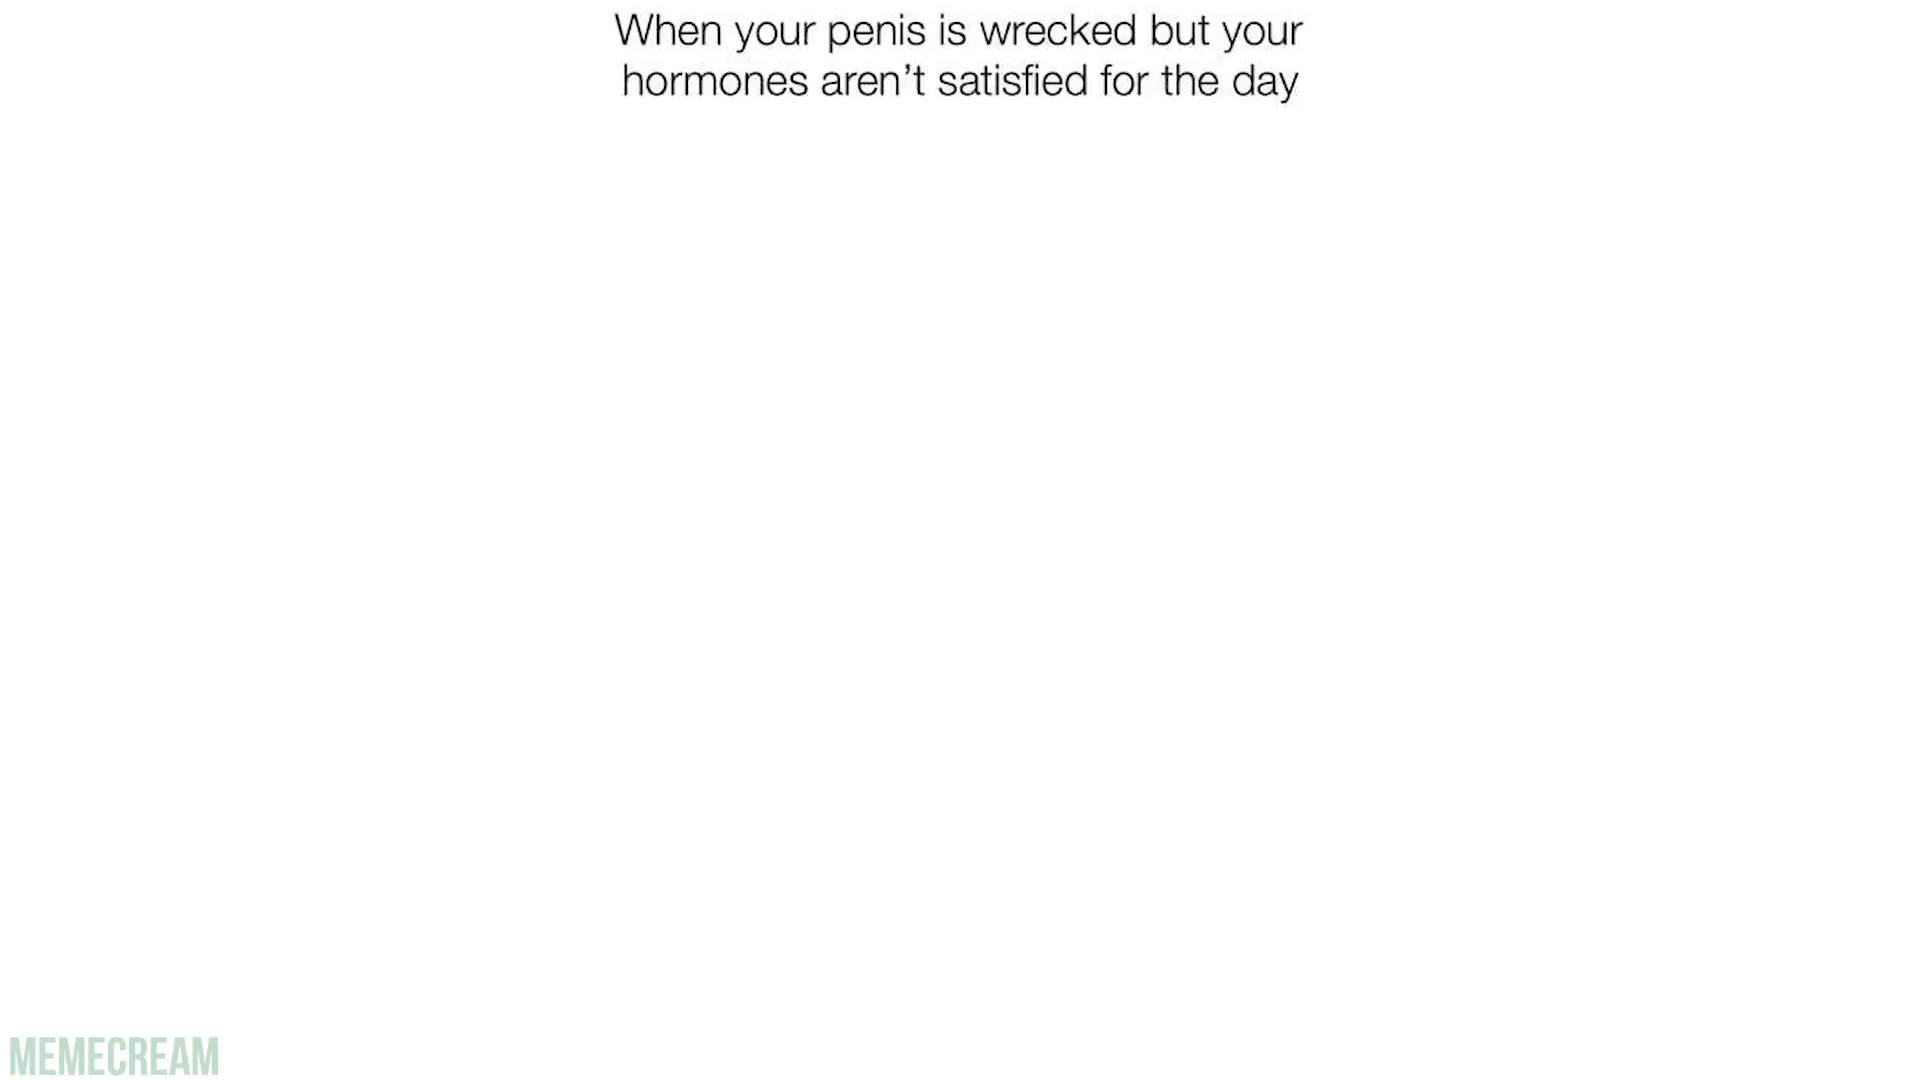 When your penis is wrecked but your
hormones aren’t satisfied for the day
MEMECREAM